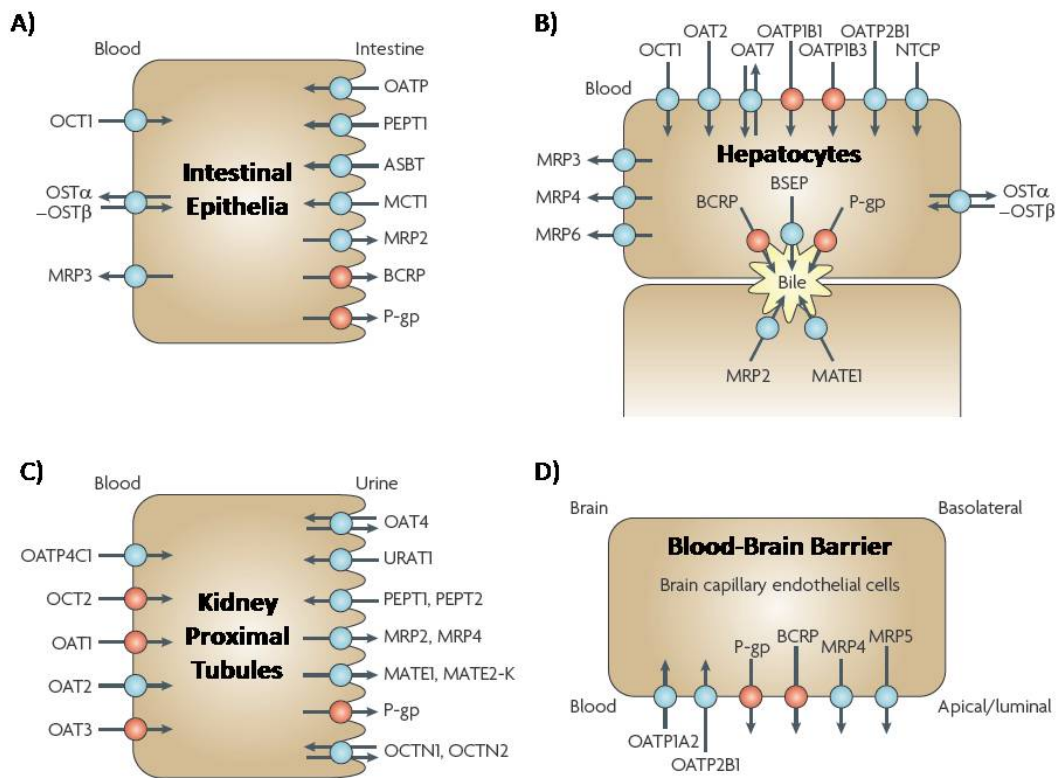 A)
Blood
Intestine
OCT1
OSTα
–OSTβ
MRP3
Intestinal
Epithelia
OATP
PEPT1
ASBT
MCT1
MRP2
BCRP
P-gp
B)
Blood
OCT1
OAT2
OAT7
OATP1B1
OATP1B3
OATP2B1
NTCP
MRP3
MRP4
MRP6
Hepatocytes
BSEP
BCRP
P-gp
OSTα
–OSTβ
Bile
MRP2
MATE1
C)
Blood
Urine
OATP4C1
OCT2
OAT1
OAT2
OAT3
Kidney
Proximal
Tubules
OAT4
URAT1
PEPT1, PEPT2
MRP2, MRP4
MATE1, MATE2-K
P-gp
OCTN1, OCTN2
D)
Brain
Basolateral
Blood-Brain Barrier
Brain capillary endothelial cells
P-gp
BCRP
MRP4
MRP5
Blood
Apical/luminal
OATP1A2
OATP2B1